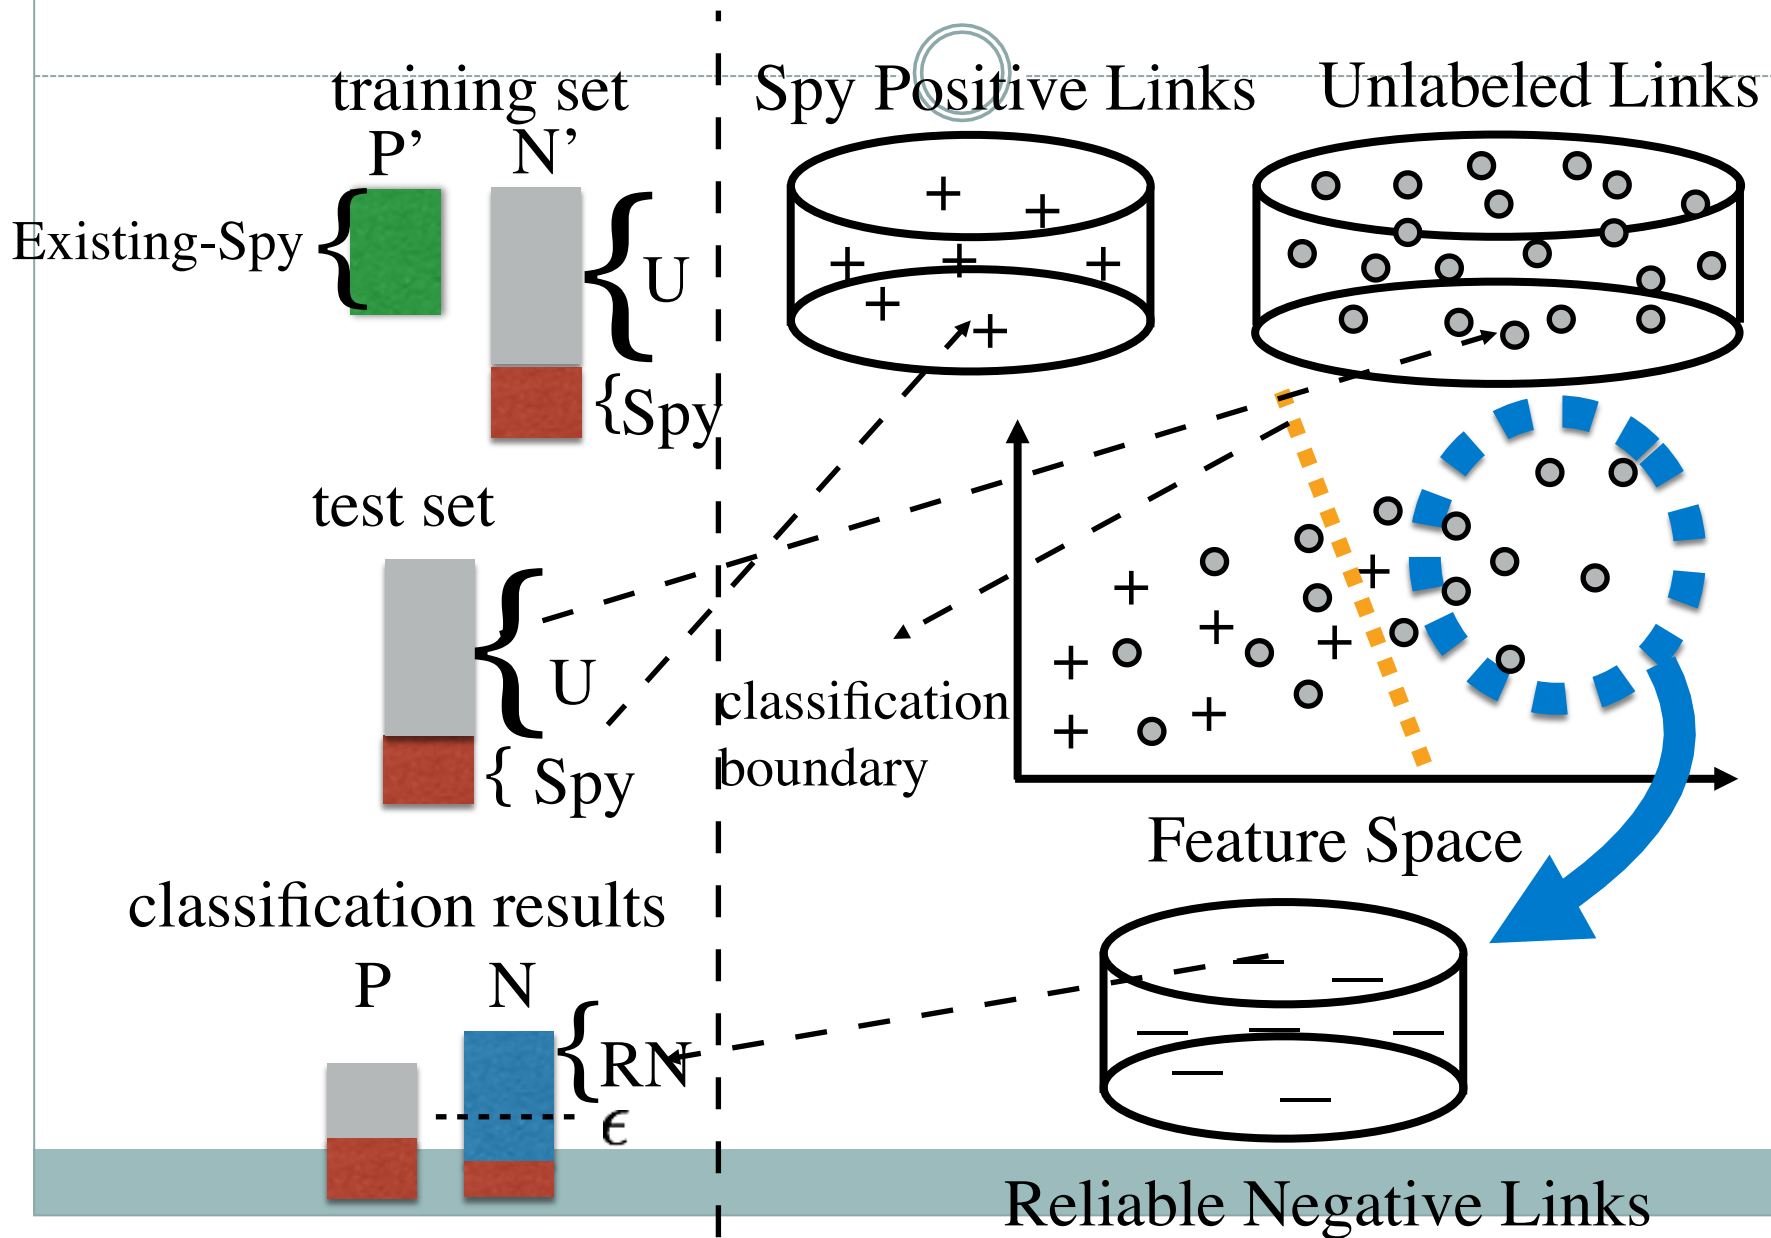 training set
P’ N’
Existing-Spy
U
Spy
test set
U
Spy
classification results
P N
RN
ϵ
Spy Positive Links
Unlabeled Links
classification
boundary
Feature Space
Reliable Negative Links